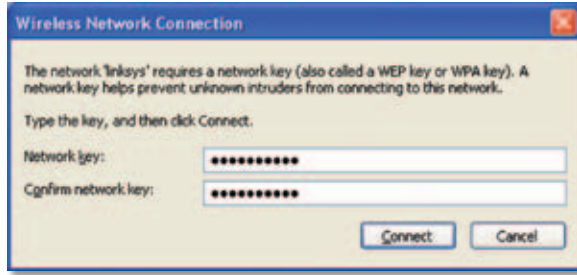 Wireless Network Connection
The network 'linksys' requires a network key (also called a WEP key or WPA key). A
network key helps prevent unknown intruders from connecting to this network.
Type the key, and then click Connect.
Network key:
••••••••••
Confirm network key:
••••••••••
Connect Cancel